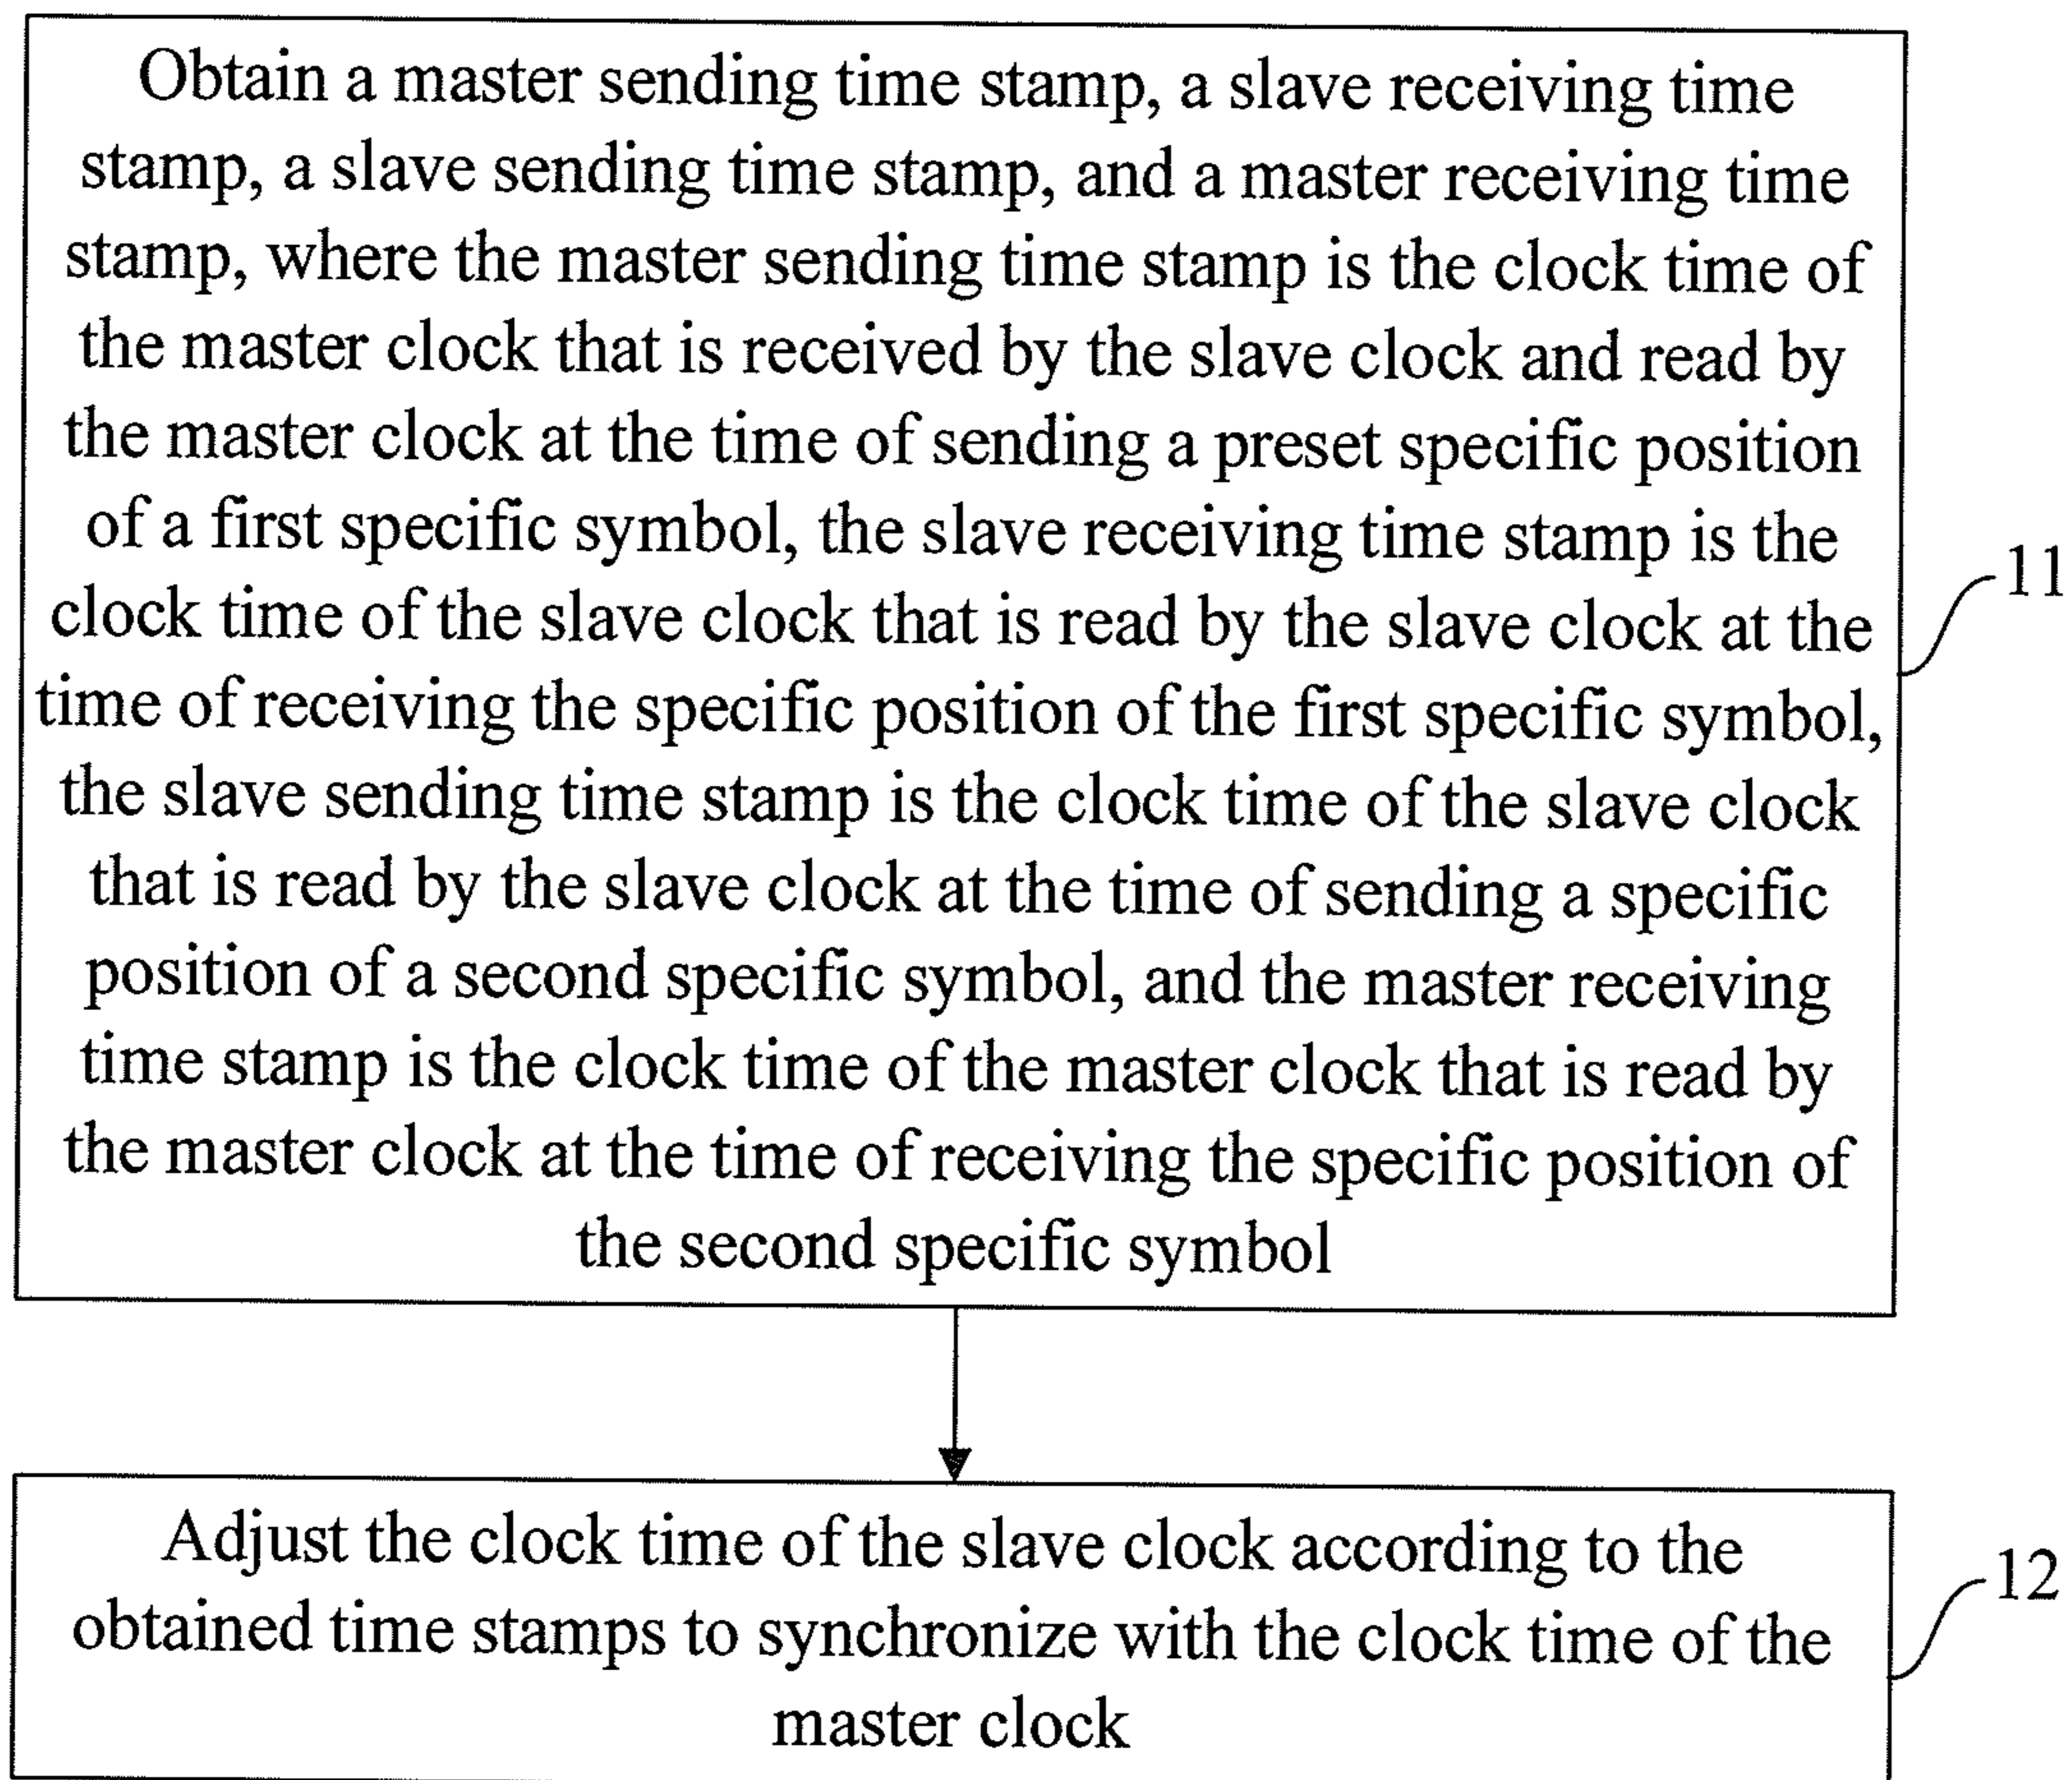 Obtain a master sending time stamp, a slave receiving time
stamp, a slave sending time stamp, and a master receiving time
stamp, where the master sending time stamp is the clock time of
the master clock that is received by the slave clock and read by
the master clock at the time of sending a preset specific position
of a first specific symbol, the slave receiving time stamp is the
clock time of the slave clock that is read by the slave clock at the
time of receiving the specific position of the first specific symbol,
the slave sending time stamp is the clock time of the slave clock
that is read by the slave clock at the time of sending a specific
position of a second specific symbol, and the master receiving
time stamp is the clock time of the master clock that is read by
the master clock at the time of receiving the specific position of
the second specific symbol
11
Adjust the clock time of the slave clock according to the
obtained time stamps to synchronize with the clock time of the
master clock
12